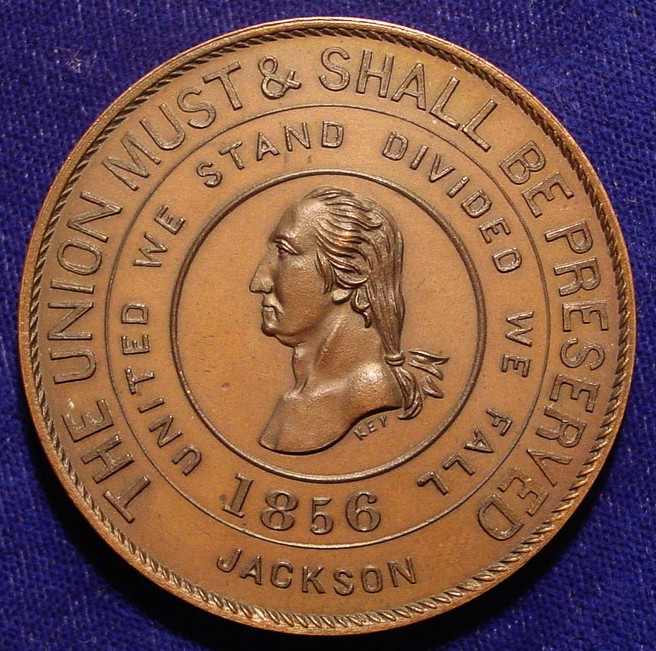 THE UNION MUST & SHALL BE PRESERVED
JACKSON
UNITED WE STAND DIVIDED WE FALL
1856
KEY